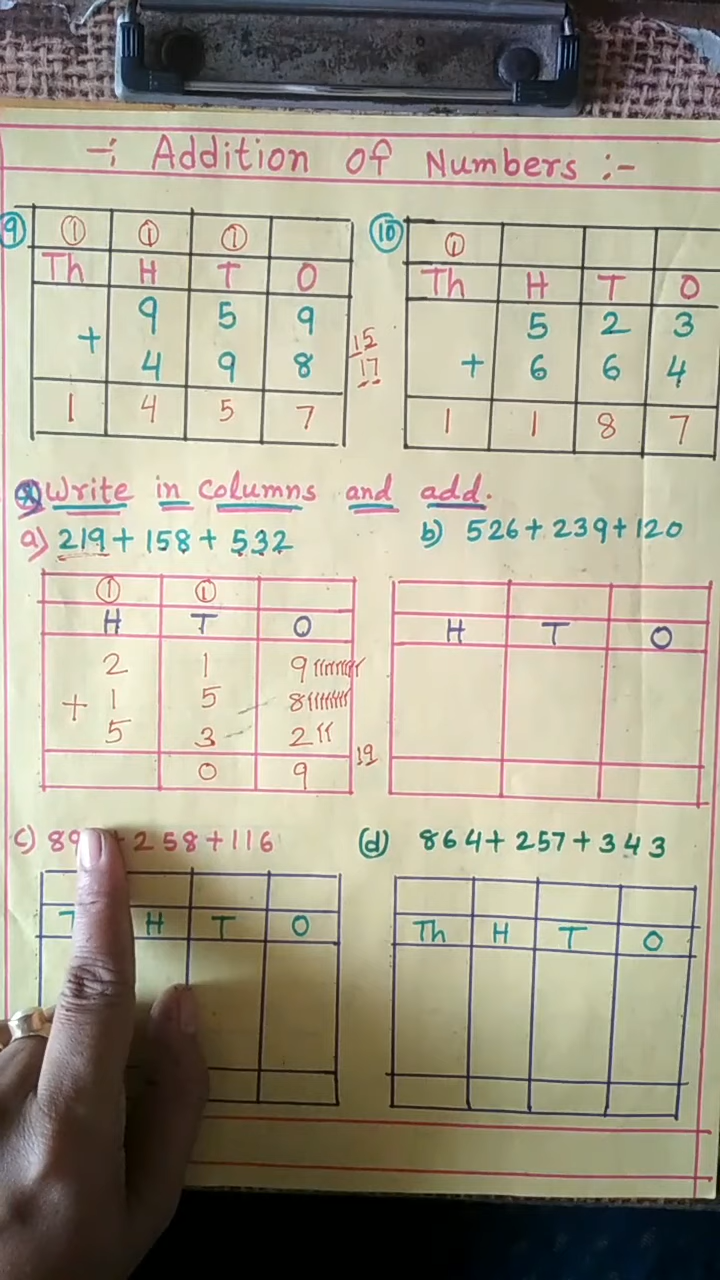 -: Addition of Numbers :-
9 ① ① ①
Th H T O
9 5 9
+ 4 9 8
15
17
1 4 5 7
10 ①
Th H T O
5 2 3
+ 6 6 4
1 1 8 7
Write in columns and add.
a) 219 + 158 + 532
① ①
H T O
2 1 9
+ 1 5 8
5 3 2
19
0 9
b) 526 + 239 + 120
H T O
c) + 258 + 116
H T O
(d) 864 + 257 + 343
Th H T O